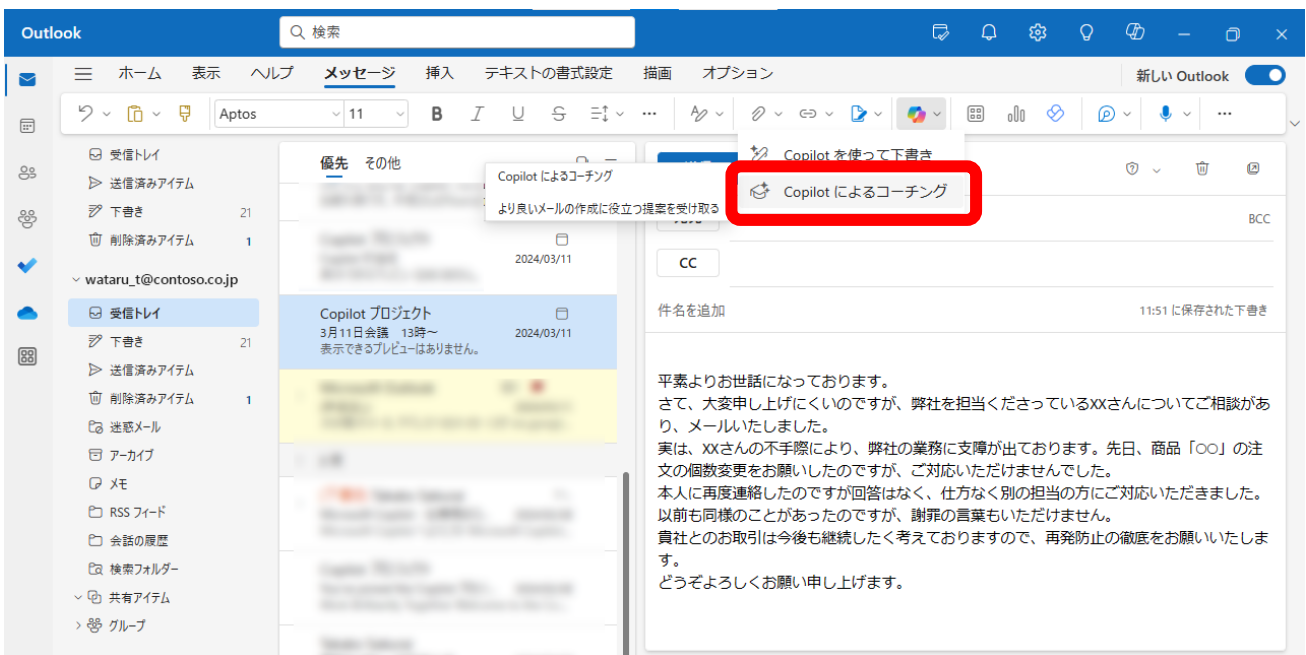 Outlook
検索
ホーム 表示 ヘルプ メッセージ 挿入 テキストの書式設定 描画 オプション 新しい Outlook
Aptos 11 B I U S
受信トレイ
送信済みアイテム
下書き 21
削除済みアイテム 1
wataru_t@contoso.co.jp
受信トレイ
下書き 21
送信済みアイテム
削除済みアイテム 1
迷惑メール
アーカイブ
メモ
RSS フィード
会話の履歴
検索フォルダー
共有アイテム
グループ
優先 その他
2024/03/11
Copilot プロジェクト
3月11日会議 13時～ 2024/03/11
表示できるプレビューはありません。
Copilot によるコーチング
より良いメールの作成に役立つ提案を受け取る
Copilot を使って下書き
Copilot によるコーチング
BCC
CC
件名を追加 11:51 に保存された下書き
平素よりお世話になっております。
さて、大変申し上げにくいのですが、弊社を担当くださっているXXさんについてご相談があ
り、メールいたしました。
実は、XXさんの不手際により、弊社の業務に支障が出ております。先日、商品「○○」の注
文の個数変更をお願いしたのですが、ご対応いただけませんでした。
本人に再度連絡したのですが回答はなく、仕方なく別の担当の方にご対応いただきました。
以前も同様のことがあったのですが、謝罪の言葉もいただけません。
貴社とのお取引は今後も継続したく考えておりますので、再発防止の徹底をお願いいたしま
す。
どうぞよろしくお願い申し上げます。